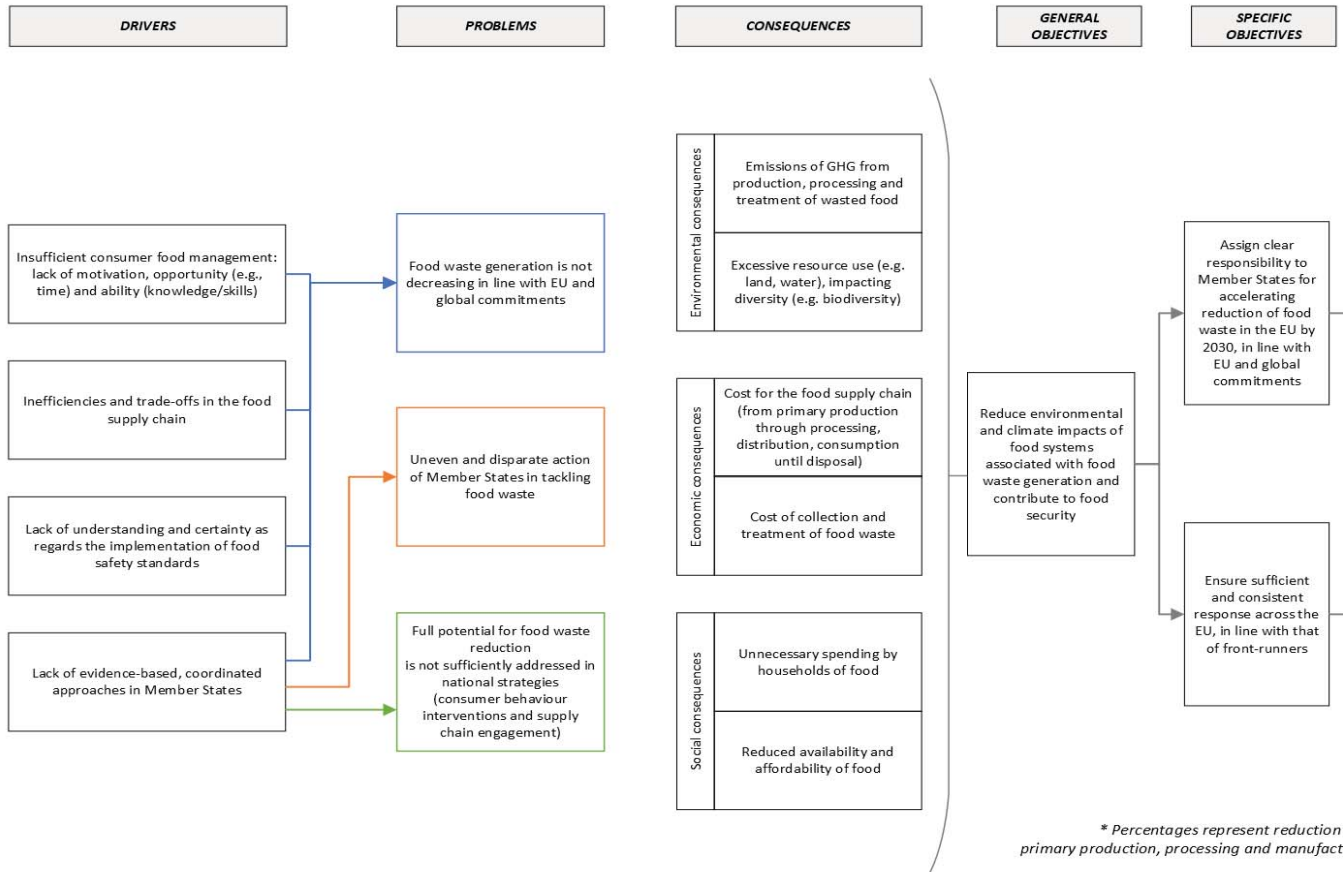 DRIVERS
PROBLEMS
CONSEQUENCES
GENERAL
OBJECTIVES
SPECIFIC
OBJECTIVES
Insufficient consumer food management:
lack of motivation, opportunity (e.g.,
time) and ability (knowledge/skills)
Inefficiencies and trade-offs in the food
supply chain
Lack of understanding and certainty as
regards the implementation of food
safety standards
Lack of evidence-based, coordinated
approaches in Member States
Food waste generation is not
decreasing in line with EU and
global commitments
Uneven and disparate action
of Member States in tackling
food waste
Full potential for food waste
reduction
is not sufficiently addressed in
national strategies
(consumer behaviour
interventions and supply
chain engagement)
Environmental consequences
Emissions of GHG from
production, processing and
treatment of wasted food
Excessive resource use (e.g.
land, water), impacting
diversity (e.g. biodiversity)
Economic consequences
Cost for the food supply chain
(from primary production
through processing,
distribution, consumption
until disposal)
Cost of collection and
treatment of food waste
Social consequences
Unnecessary spending by
households of food
Reduced availability and
affordability of food
Reduce environmental
and climate impacts of
food systems
associated with food
waste generation and
contribute to food
security
Assign clear
responsibility to
Member States for
accelerating
reduction of food
waste in the EU by
2030, in line with
EU and global
commitments
Ensure sufficient
and consistent
response across the
EU, in line with that
of front-runners
* Percentages represent reduction
primary production, processing and manufact